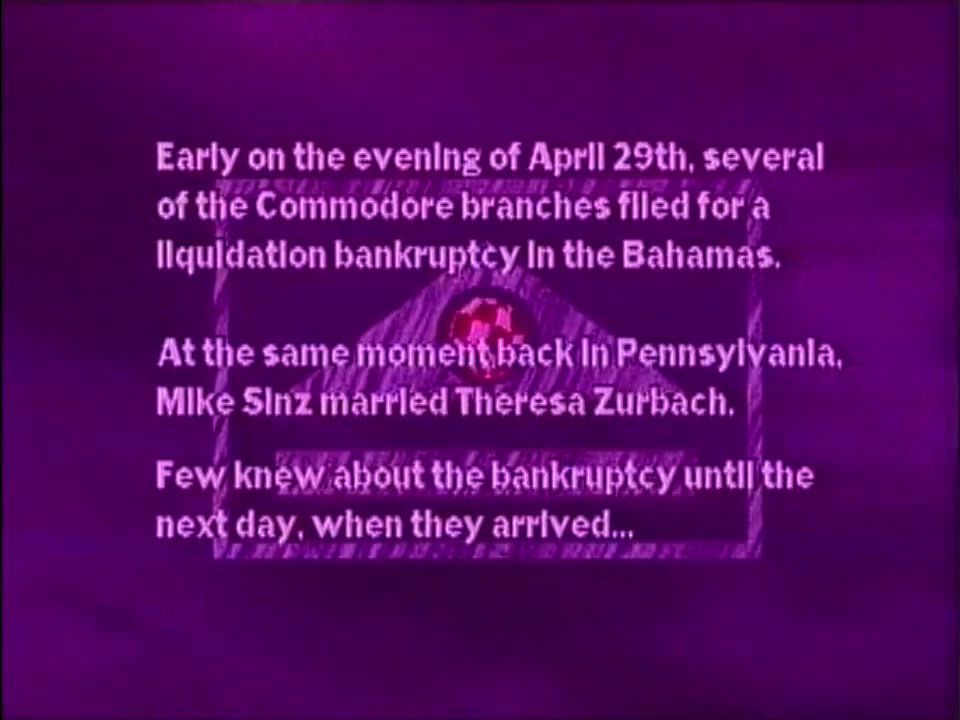 Early on the evening of April 29th, several
of the Commodore branches filed for a
liquidation bankruptcy in the Bahamas.
At the same moment back in Pennsylvania,
Mike Sinz married Theresa Zurbach.
Few knew about the bankruptcy until the
next day, when they arrived...